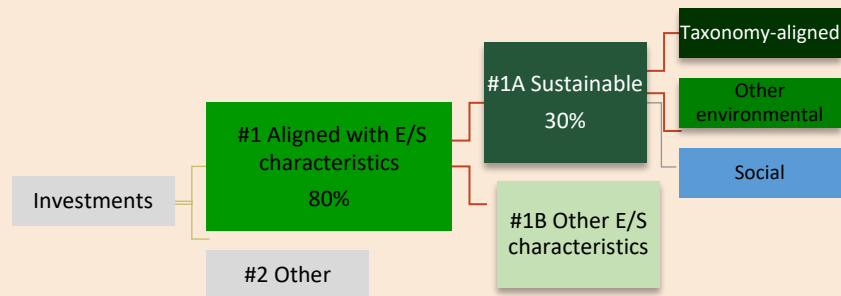 Investments
#1 Aligned with E/S
characteristics
80%
#2 Other
#1A Sustainable
30%
#1B Other E/S
characteristics
Taxonomy-aligned
Other
environmental
Social